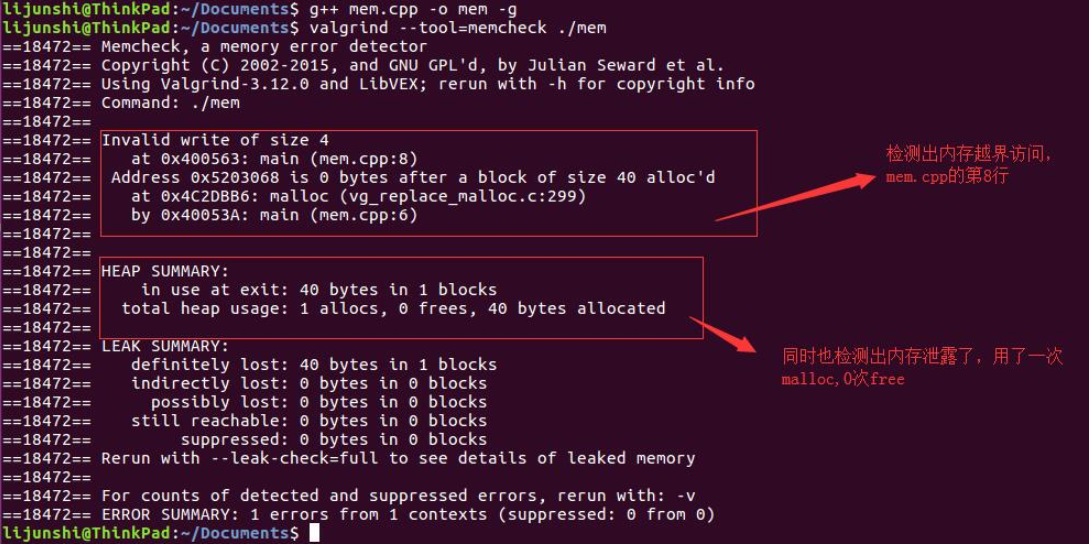 lijunshi@ThinkPad:~/Documents$ g++ mem.cpp -o mem -g
lijunshi@ThinkPad:~/Documents$ valgrind --tool=memcheck ./mem
==18472== Memcheck, a memory error detector
==18472== Copyright (C) 2002-2015, and GNU GPL'd, by Julian Seward et al.
==18472== Using Valgrind-3.12.0 and LibVEX; rerun with -h for copyright info
==18472== Command: ./mem
==18472==
==18472== Invalid write of size 4
==18472==    at 0x400563: main (mem.cpp:8)
==18472==  Address 0x5203068 is 0 bytes after a block of size 40 alloc'd
==18472==    at 0x4C2DBB6: malloc (vg_replace_malloc.c:299)
==18472==    by 0x40053A: main (mem.cpp:6)
==18472==
==18472==
==18472== HEAP SUMMARY:
==18472==     in use at exit: 40 bytes in 1 blocks
==18472==   total heap usage: 1 allocs, 0 frees, 40 bytes allocated
==18472==
==18472== LEAK SUMMARY:
==18472==    definitely lost: 40 bytes in 1 blocks
==18472==    indirectly lost: 0 bytes in 0 blocks
==18472==      possibly lost: 0 bytes in 0 blocks
==18472==    still reachable: 0 bytes in 0 blocks
==18472==         suppressed: 0 bytes in 0 blocks
==18472== Rerun with --leak-check=full to see details of leaked memory
==18472==
==18472== For counts of detected and suppressed errors, rerun with: -v
==18472== ERROR SUMMARY: 1 errors from 1 contexts (suppressed: 0 from 0)
lijunshi@ThinkPad:~/Documents$
检测出内存越界访问,
mem.cpp的第8行
同时也检测出内存泄露了，用了一次
malloc,0次free